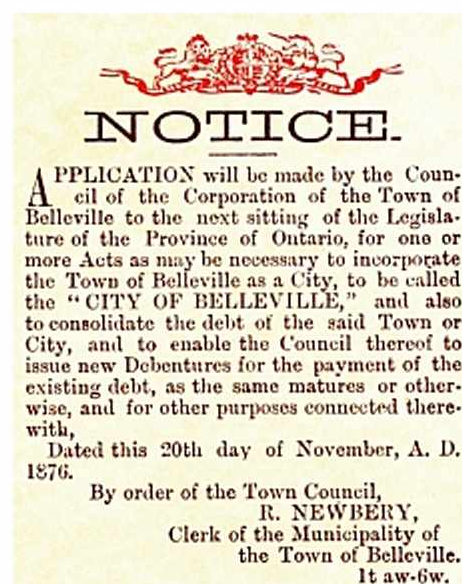 NOTICE.
APPLICATION will be made by the Coun-
cil of the Corporation of the Town of
Belleville to the next sitting of the Legisla-
ture of the Province of Ontario, for one or
more Acts as may be necessary to incorporate
the Town of Belleville as a City, to be called
the "CITY OF BELLEVILLE," and also
to consolidate the debt of the said Town or
City, and to enable the Council thereof to
issue new Debentures for the payment of the
existing debt, as the same matures or other-
wise, and for other purposes connected there-
with,
Dated this 20th day of November, A. D.
1876.
By order of the Town Council,
R. NEWBERY,
Clerk of the Municipality of
the Town of Belleville.
1t aw-6w.